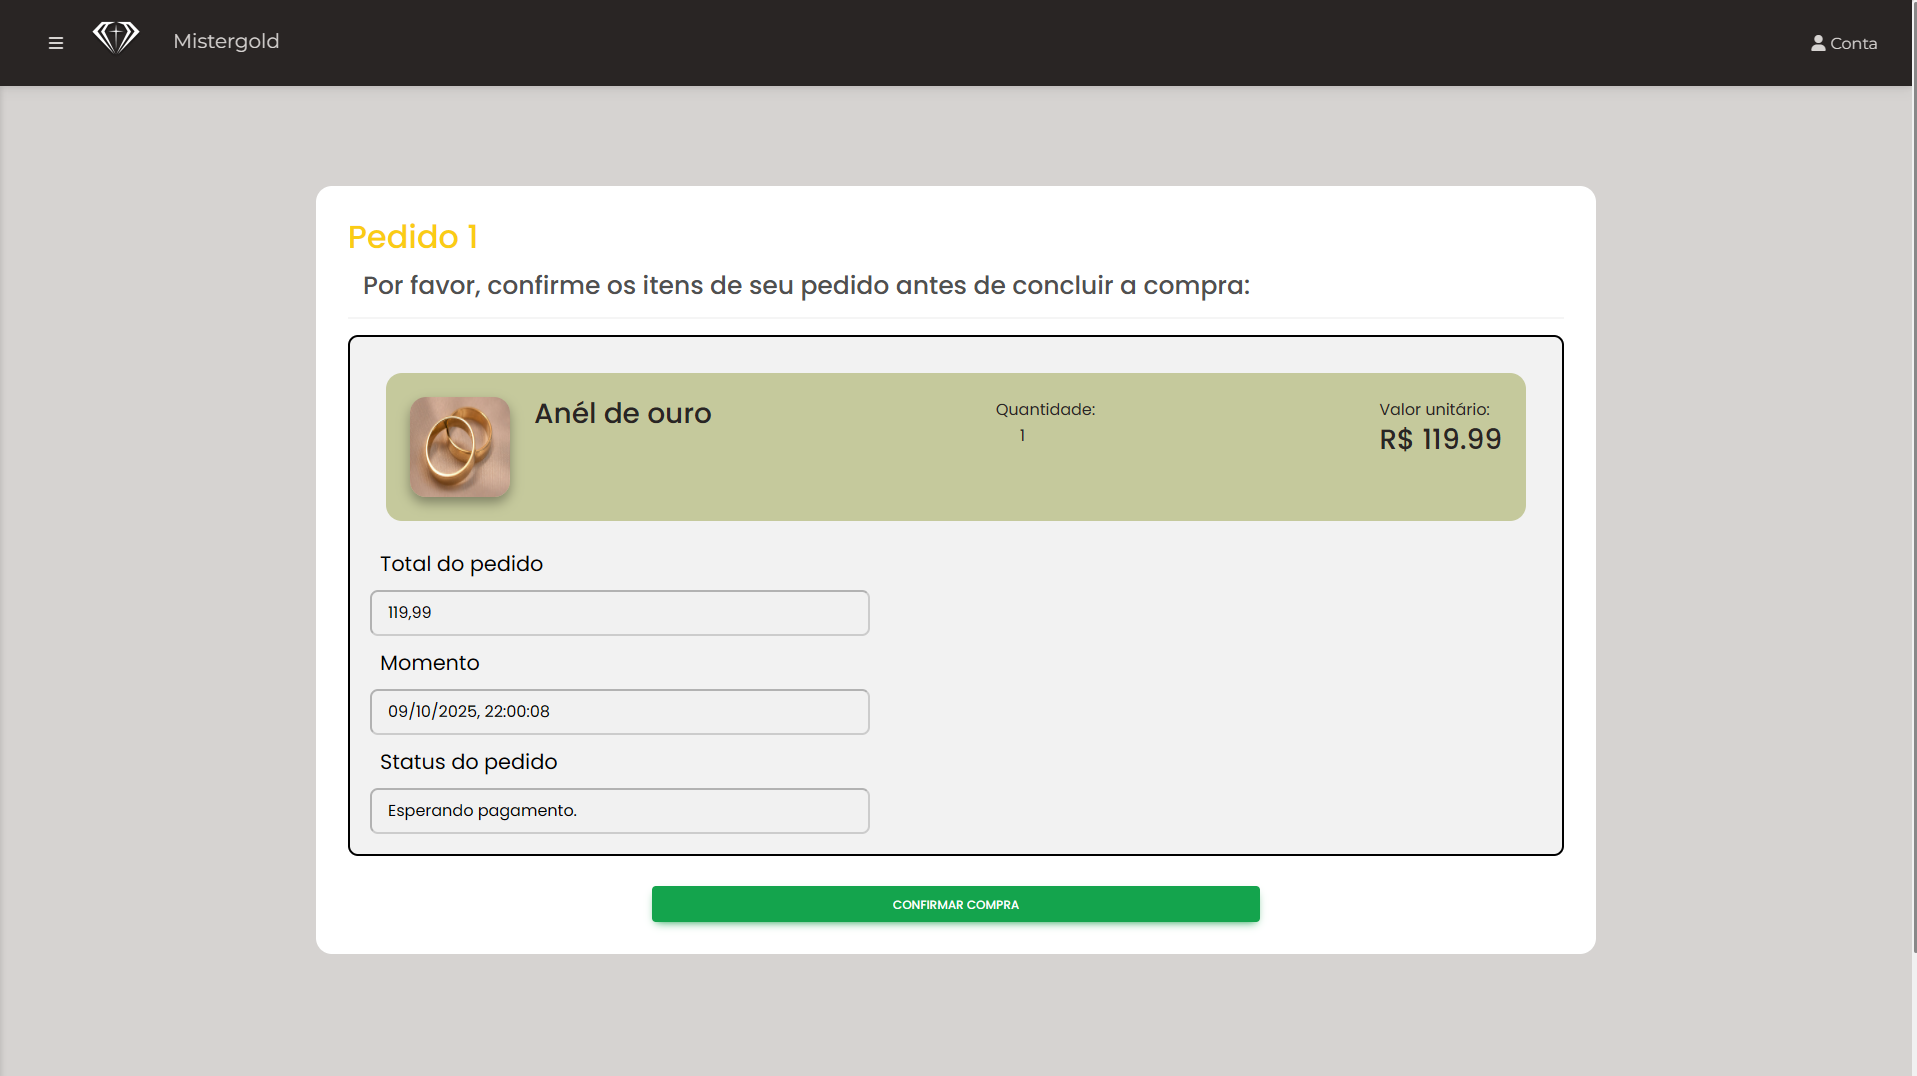 Mistergold
Conta
Pedido 1
Por favor, confirme os itens de seu pedido antes de concluir a compra:
Anél de ouro
Quantidade:
1
Valor unitário:
R$ 119.99
Total do pedido
119,99
Momento
09/10/2025, 22:00:08
Status do pedido
Esperando pagamento.
CONFIRMAR COMPRA